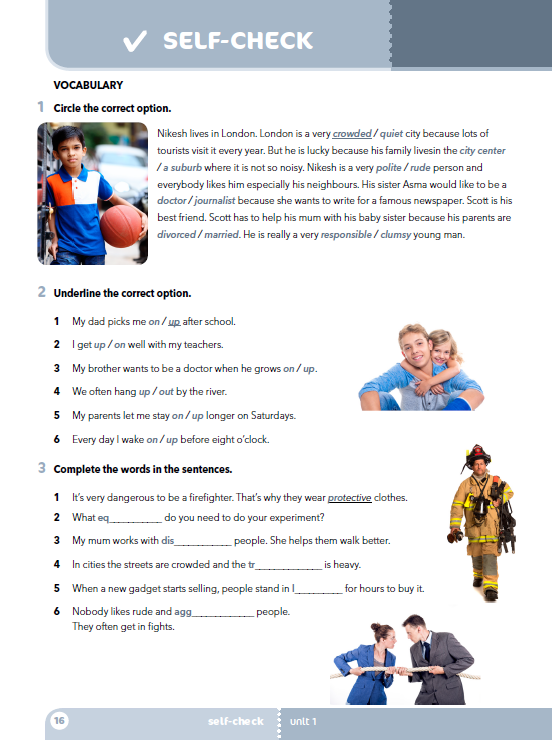 ✓ SELF-CHECK
VOCABULARY
1 Circle the correct option.
Nikesh lives in London. London is a very crowded / quiet city because lots of
tourists visit it every year. But he is lucky because his family livesin the city center
/ a suburb where it is not so noisy. Nikesh is a very polite / rude person and
everybody likes him especially his neighbours. His sister Asma would like to be a
doctor / journalist because she wants to write for a famous newspaper. Scott is his
best friend. Scott has to help his mum with his baby sister because his parents are
divorced / married. He is really a very responsible / clumsy young man.
2 Underline the correct option.
1 My dad picks me on / up after school.
2 I get up / on well with my teachers.
3 My brother wants to be a doctor when he grows on / up.
4 We often hang up / out by the river.
5 My parents let me stay on / up longer on Saturdays.
6 Every day I wake on / up before eight o'clock.
3 Complete the words in the sentences.
1 It's very dangerous to be a firefighter. That's why they wear protective clothes.
2 What eq__________ do you need to do your experiment?
3 My mum works with dis___________ people. She helps them walk better.
4 In cities the streets are crowded and the tr_____________ is heavy.
5 When a new gadget starts selling, people stand in l_________ for hours to buy it.
6 Nobody likes rude and agg____________ people.
They often get in fights.
16 self-check unit 1